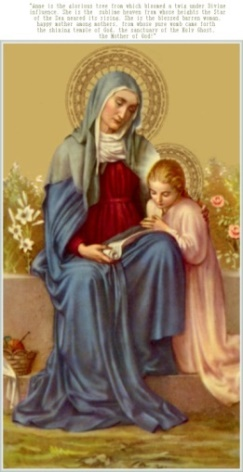 "Anne is the glorious tree from which bloomed a twig under Divine
influence. She is the sublime heaven from whose heights the Star
of the Sea neared its rising. She is the blessed barren woman,
happy mother among mothers, from whose pure womb came forth
the shining temple of God, the sanctuary of the Holy Ghost,
the Mother of God!"